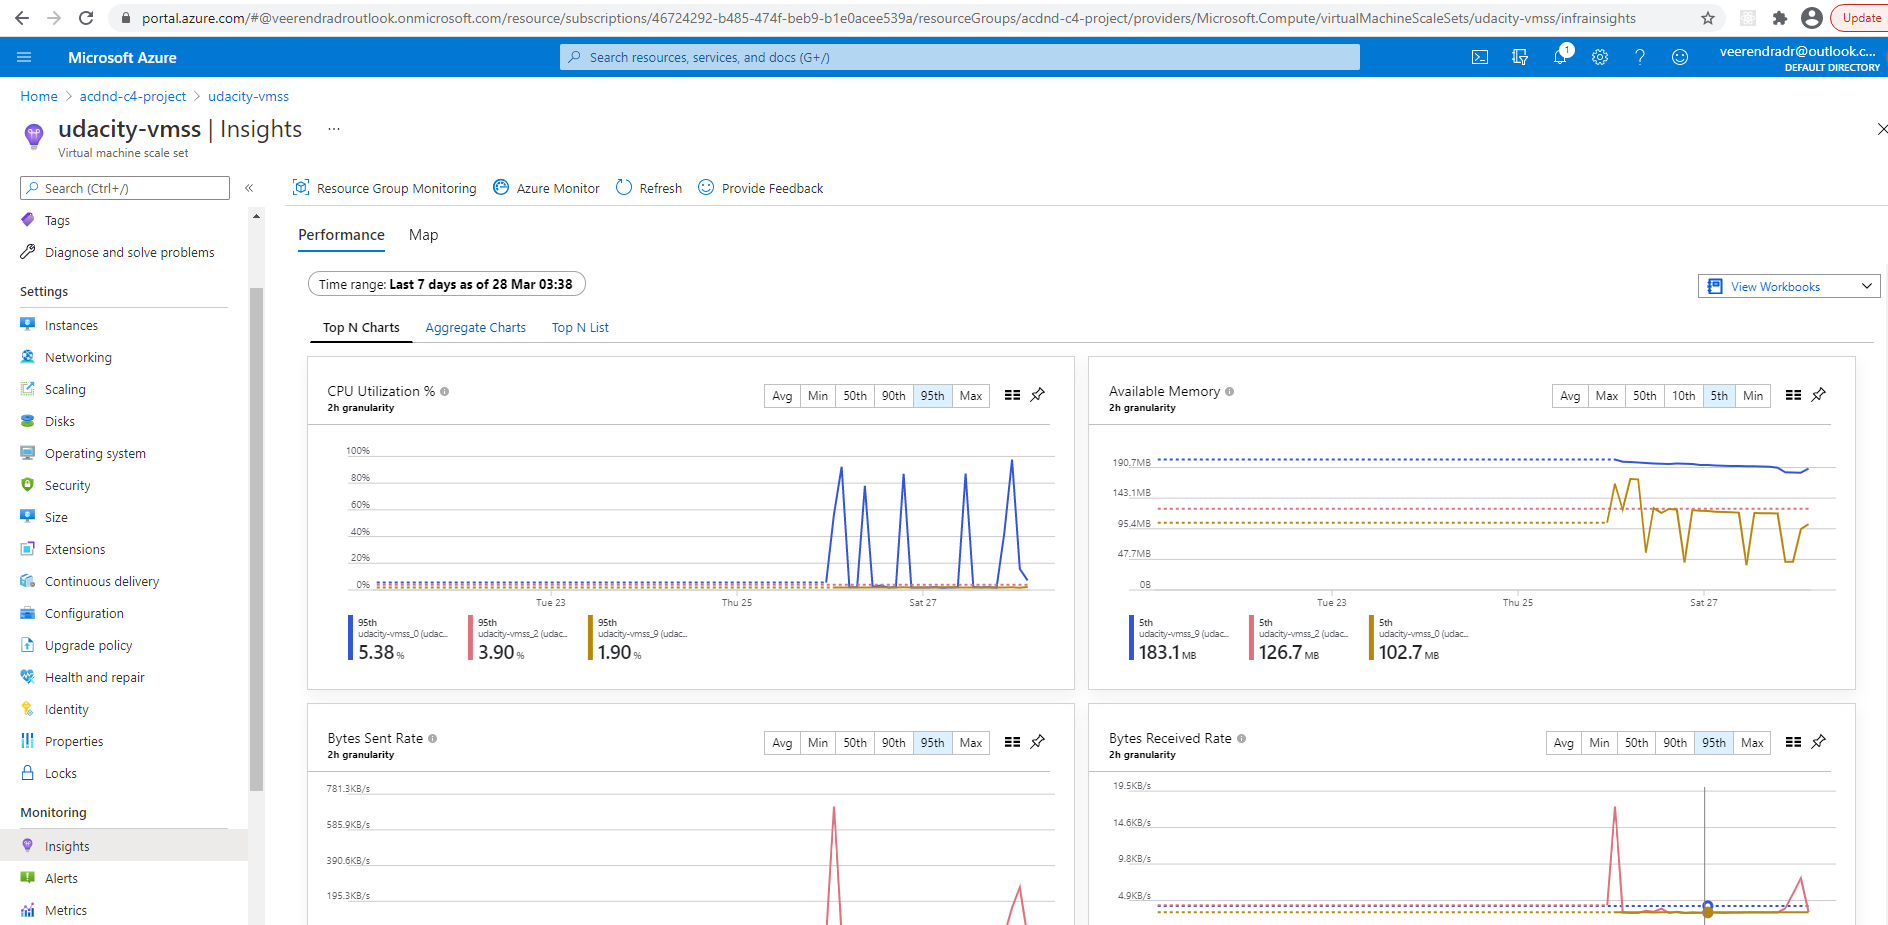 portal.azure.com/#@veerendradroutlook.onmicrosoft.com/resource/subscriptions/46724292-b485-474f-beb9-b1e0acee539a/resourceGroups/acdnd-c4-project/providers/Microsoft.Compute/virtualMachineScaleSets/udacity-vmss/infrainsights
Update
Microsoft Azure
Search resources, services, and docs (G+/)
1
veerendradr@outlook.c...
DEFAULT DIRECTORY
Home > acdnd-c4-project > udacity-vmss
udacity-vmss | Insights ...
Virtual machine scale set
Search (Ctrl+/)
«
Tags
Diagnose and solve problems
Settings
Instances
Networking
Scaling
Disks
Operating system
Security
Size
Extensions
Continuous delivery
Configuration
Upgrade policy
Health and repair
Identity
Properties
Locks
Monitoring
Insights
Alerts
Metrics
Resource Group Monitoring Azure Monitor Refresh Provide Feedback
Performance Map
Time range: Last 7 days as of 28 Mar 03:38
View Workbooks
Top N Charts Aggregate Charts Top N List
CPU Utilization %
2h granularity
Avg Min 50th 90th 95th Max
100%
80%
60%
40%
20%
0%
Tue 23 Thu 25 Sat 27
95th
udacity-vmss_0 (udac...
5.38 %
95th
udacity-vmss_2 (udac...
3.90 %
95th
udacity-vmss_9 (udac...
1.90 %
Available Memory
2h granularity
Avg Max 50th 10th 5th Min
190.7MB
143.1MB
95.4MB
47.7MB
0B
Tue 23 Thu 25 Sat 27
5th
udacity-vmss_9 (udac...
183.1 MB
5th
udacity-vmss_2 (udac...
126.7 MB
5th
udacity-vmss_0 (udac...
102.7 MB
Bytes Sent Rate
2h granularity
Avg Min 50th 90th 95th Max
781.3KB/s
585.9KB/s
390.6KB/s
195.3KB/s
Bytes Received Rate
2h granularity
Avg Min 50th 90th 95th Max
19.5KB/s
14.6KB/s
9.8KB/s
4.9KB/s